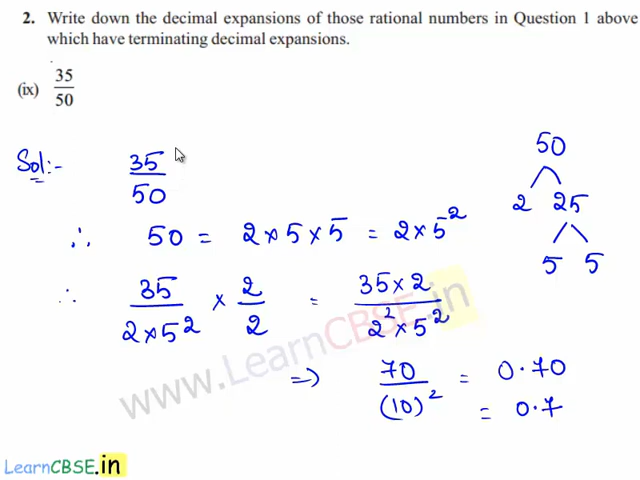 2. Write down the decimal expansions of those rational numbers in Question 1 above
which have terminating decimal expansions.
(ix) 35/50
Sol:- 35/50
50
2 25
5 5
∴ 50 = 2 × 5 × 5 = 2 × 5²
∴ 35/(2 × 5²) × 2/2 = (35 × 2)/(2² × 5²)
=> 70/(10)² = 0.70
= 0.7
www.LearnCBSE.in
LearnCBSE.in